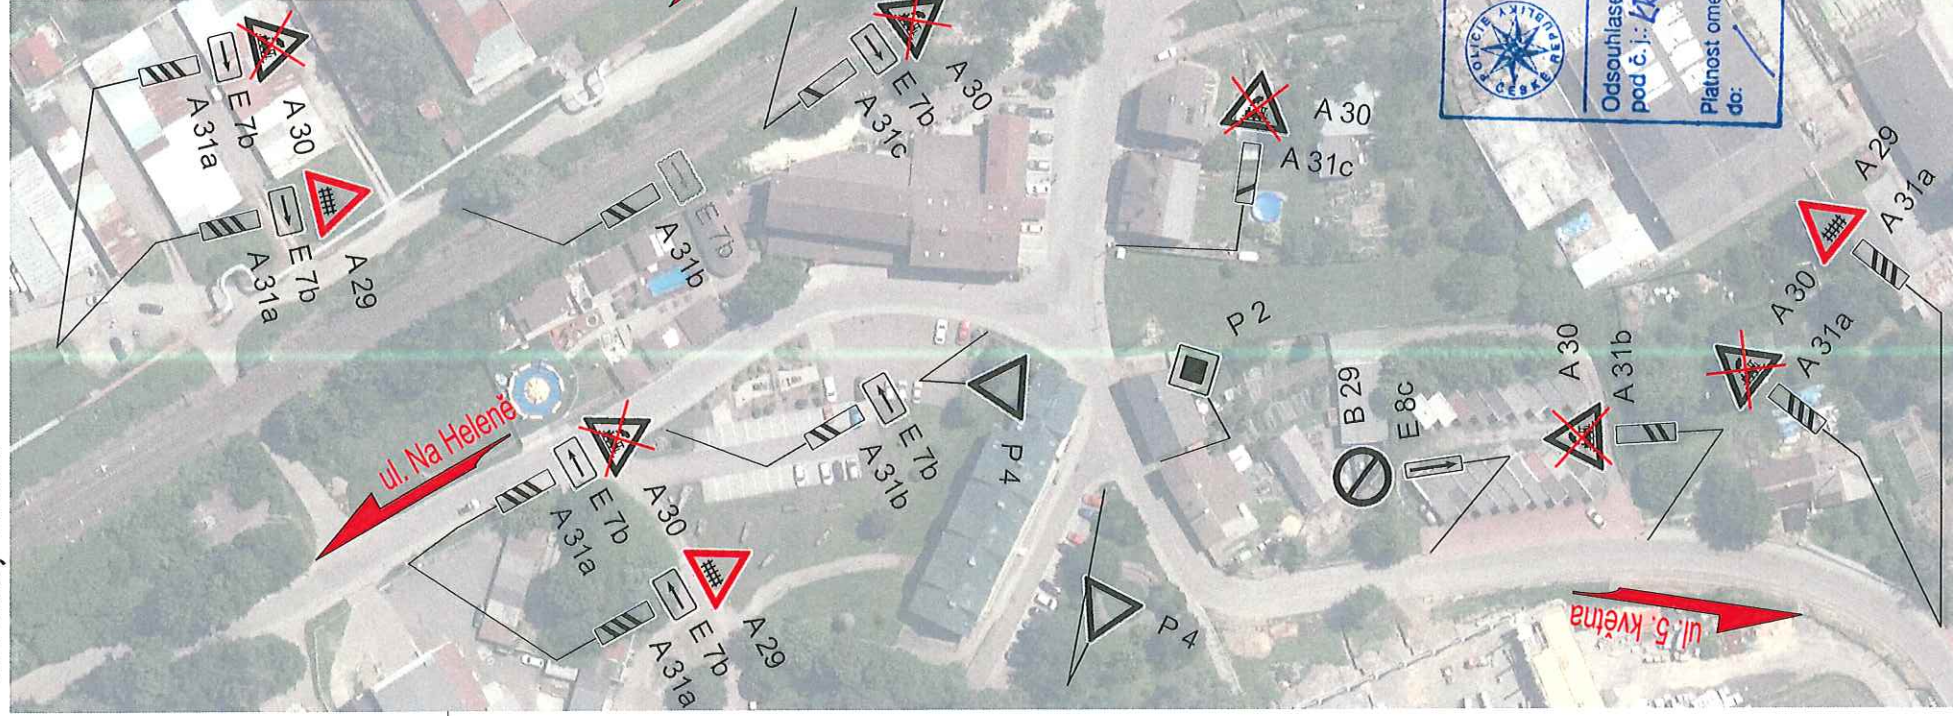 A 31a
E 7b
A 30
A 31a
E 7b
A 29
A 31b
E 7b
A 31c
E 7b
A 30
A 30
A 31c
POLICIE
ČESKÉ REPUBLIKY
pod č. j.:
Platnost
do:
A 29
A 31a
A 30
A 31a
P 2
B 29
E 8c
A 30
A 31b
ul. Na Heleně
A 31a
E 7b
A 30
A 31b
E 7b
P 4
A 31a
E 7b
A 29
P 4
ul. 5. května